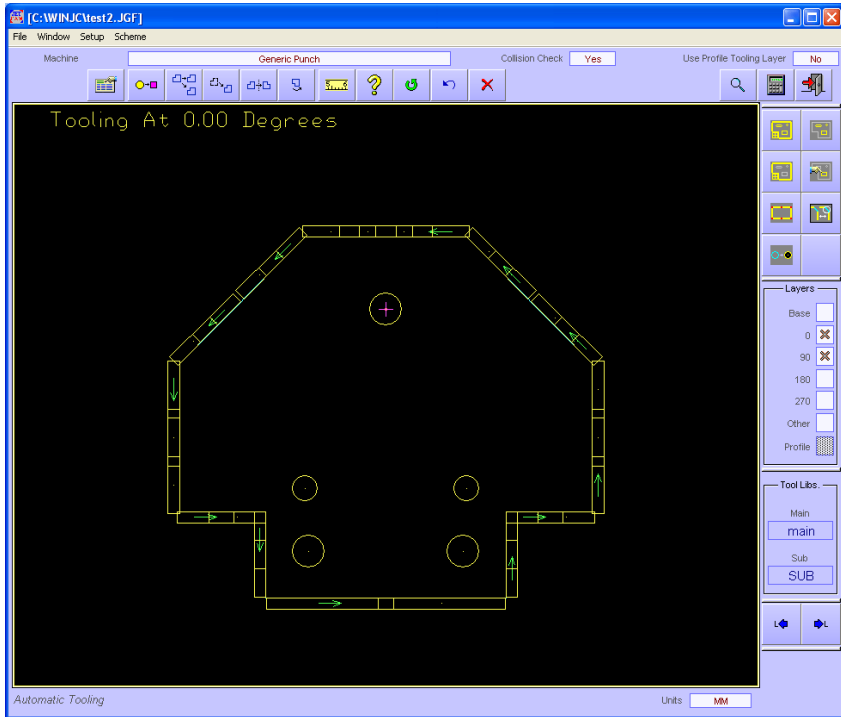 [C:\WINJC\test2.JGF]
File Window Setup Scheme
Machine Generic Punch Collision Check Yes Use Profile Tooling Layer No
Tooling At 0.00 Degrees
Layers
Base
0
90
180
270
Other
Profile
Tool Libs.
Main
main
Sub
SUB
L L
Automatic Tooling Units MM